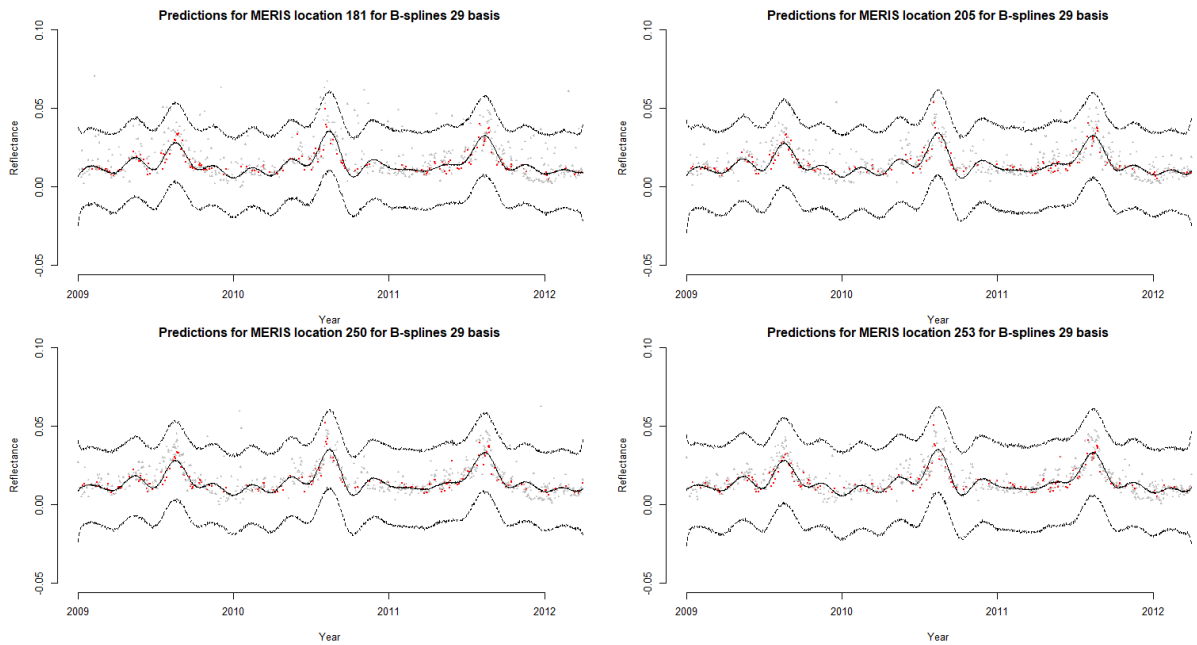 Predictions for MERIS location 181 for B-splines 29 basis
Reflectance
0.10
0.05
0.00
-0.05
2009
2010
2011
2012
Year
Predictions for MERIS location 205 for B-splines 29 basis
Reflectance
0.10
0.05
0.00
-0.05
2009
2010
2011
2012
Year
Predictions for MERIS location 250 for B-splines 29 basis
Reflectance
0.10
0.05
0.00
-0.05
2009
2010
2011
2012
Year
Predictions for MERIS location 253 for B-splines 29 basis
Reflectance
0.10
0.05
0.00
-0.05
2009
2010
2011
2012
Year